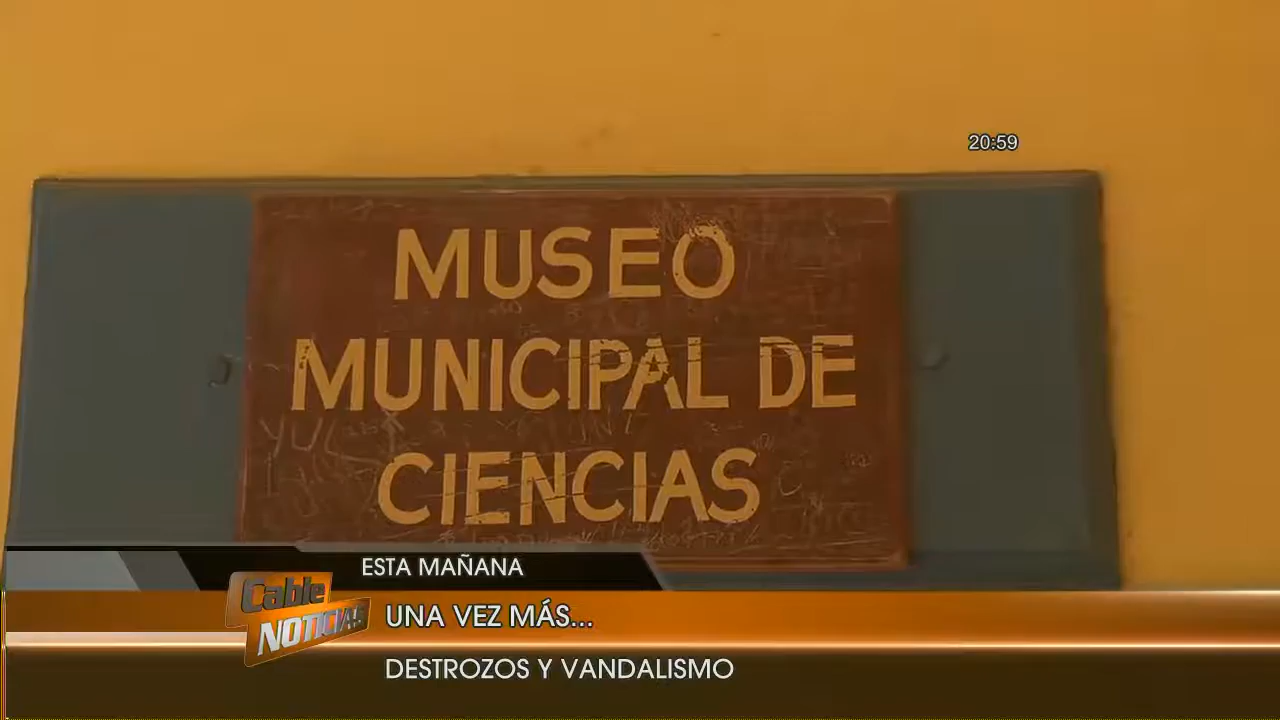 20:59
MUSEO
MUNICIPAL DE
CIENCIAS
ESTA MAÑANA
Cable
NOTICIAS
UNA VEZ MÁS...
DESTROZOS Y VANDALISMO